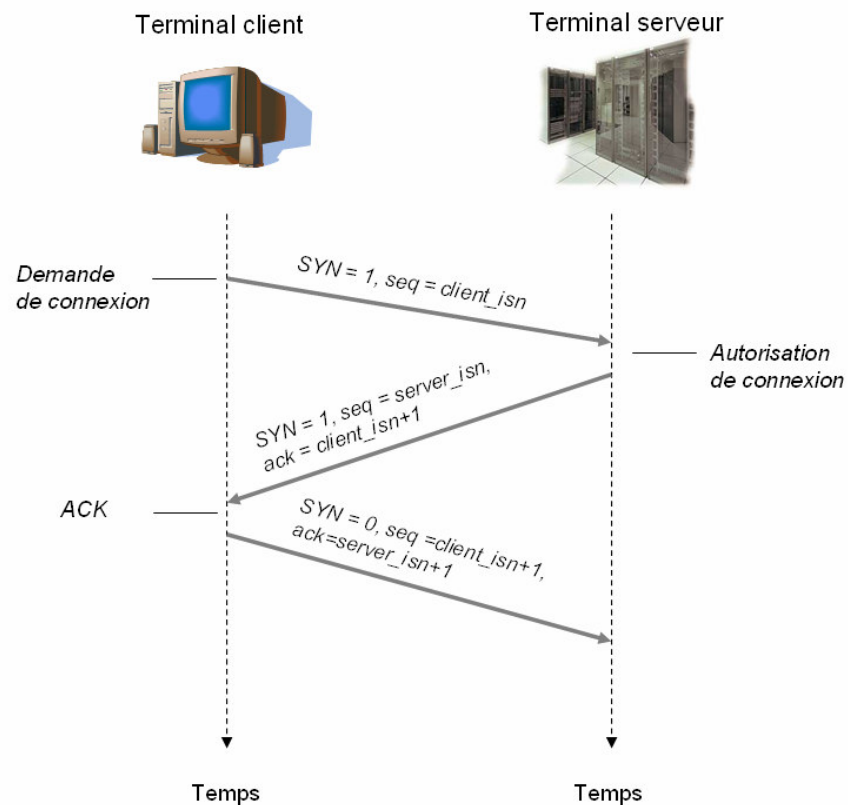 Terminal client
Terminal serveur
Demande
de connexion
SYN = 1, seq = client_isn
Autorisation
de connexion
SYN = 1, seq = server_isn,
ack = client_isn+1
ACK
SYN = 0, seq =client_isn+1,
ack=server_isn+1
Temps
Temps